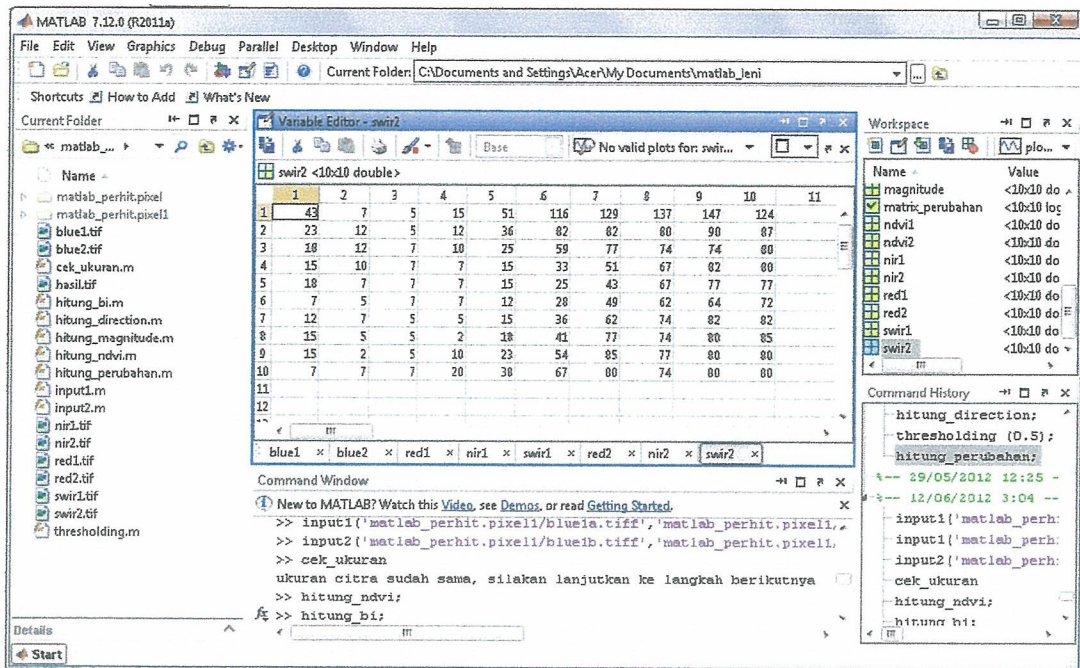 MATLAB 7.12.0 (R2011a)
File Edit View Graphics Debug Parallel Desktop Window Help
Current Folder: C:\Documents and Settings\Acer\My Documents\matlab_leni
Shortcuts How to Add What's New
Current Folder
« matlab_...
Name
matlab_perhit.pixel
matlab_perhit.pixel1
blue1.tif
blue2.tif
cek_ukuran.m
hasil.tif
hitung_bi.m
hitung_direction.m
hitung_magnitude.m
hitung_ndvi.m
hitung_perubahan.m
input1.m
input2.m
nir1.tif
nir2.tif
red1.tif
red2.tif
swir1.tif
swir2.tif
thresholding.m
Details
Start
Variable Editor - swir2
Base No valid plots for: swir...
swir2 <10x10 double>
1 2 3 4 5 6 7 8 9 10 11
1 43 7 5 15 51 116 129 137 147 124
2 23 12 5 12 36 82 82 80 90 87
3 18 12 7 10 25 59 77 74 74 80
4 15 10 7 7 15 33 51 67 82 80
5 18 7 7 7 15 25 43 67 77 77
6 7 5 7 7 12 28 49 62 64 72
7 12 7 5 5 15 36 62 74 82 82
8 15 5 5 2 18 41 77 74 80 85
9 15 2 5 10 23 54 85 77 80 80
10 7 7 7 20 38 67 80 74 80 80
11
12
blue1 × blue2 × red1 × nir1 × swir1 × red2 × nir2 × swir2 ×
Command Window
New to MATLAB? Watch this Video, see Demos, or read Getting Started.
>> input1('matlab_perhit.pixel1/blue1a.tiff','matlab_perhit.pixel1,
>> input2('matlab_perhit.pixel1/blue1b.tiff','matlab_perhit.pixel1,
>> cek_ukuran
ukuran citra sudah sama, silakan lanjutkan ke langkah berikutnya
>> hitung_ndvi;
fx >> hitung_bi;
Workspace
plo...
Name Value
magnitude <10x10 do
matrix_perubahan <10x10 log
ndvi1 <10x10 do
ndvi2 <10x10 do
nir1 <10x10 do
nir2 <10x10 do
red1 <10x10 do
red2 <10x10 do
swir1 <10x10 do
swir2 <10x10 do
Command History
hitung_direction;
thresholding (0.5);
hitung_perubahan;
%-- 29/05/2012 12:25 -
%-- 12/06/2012 3:04 --
input1('matlab_perh:
input1('matlab_perh:
input2('matlab_perh:
cek_ukuran
hitung_ndvi;
hitung_bi;